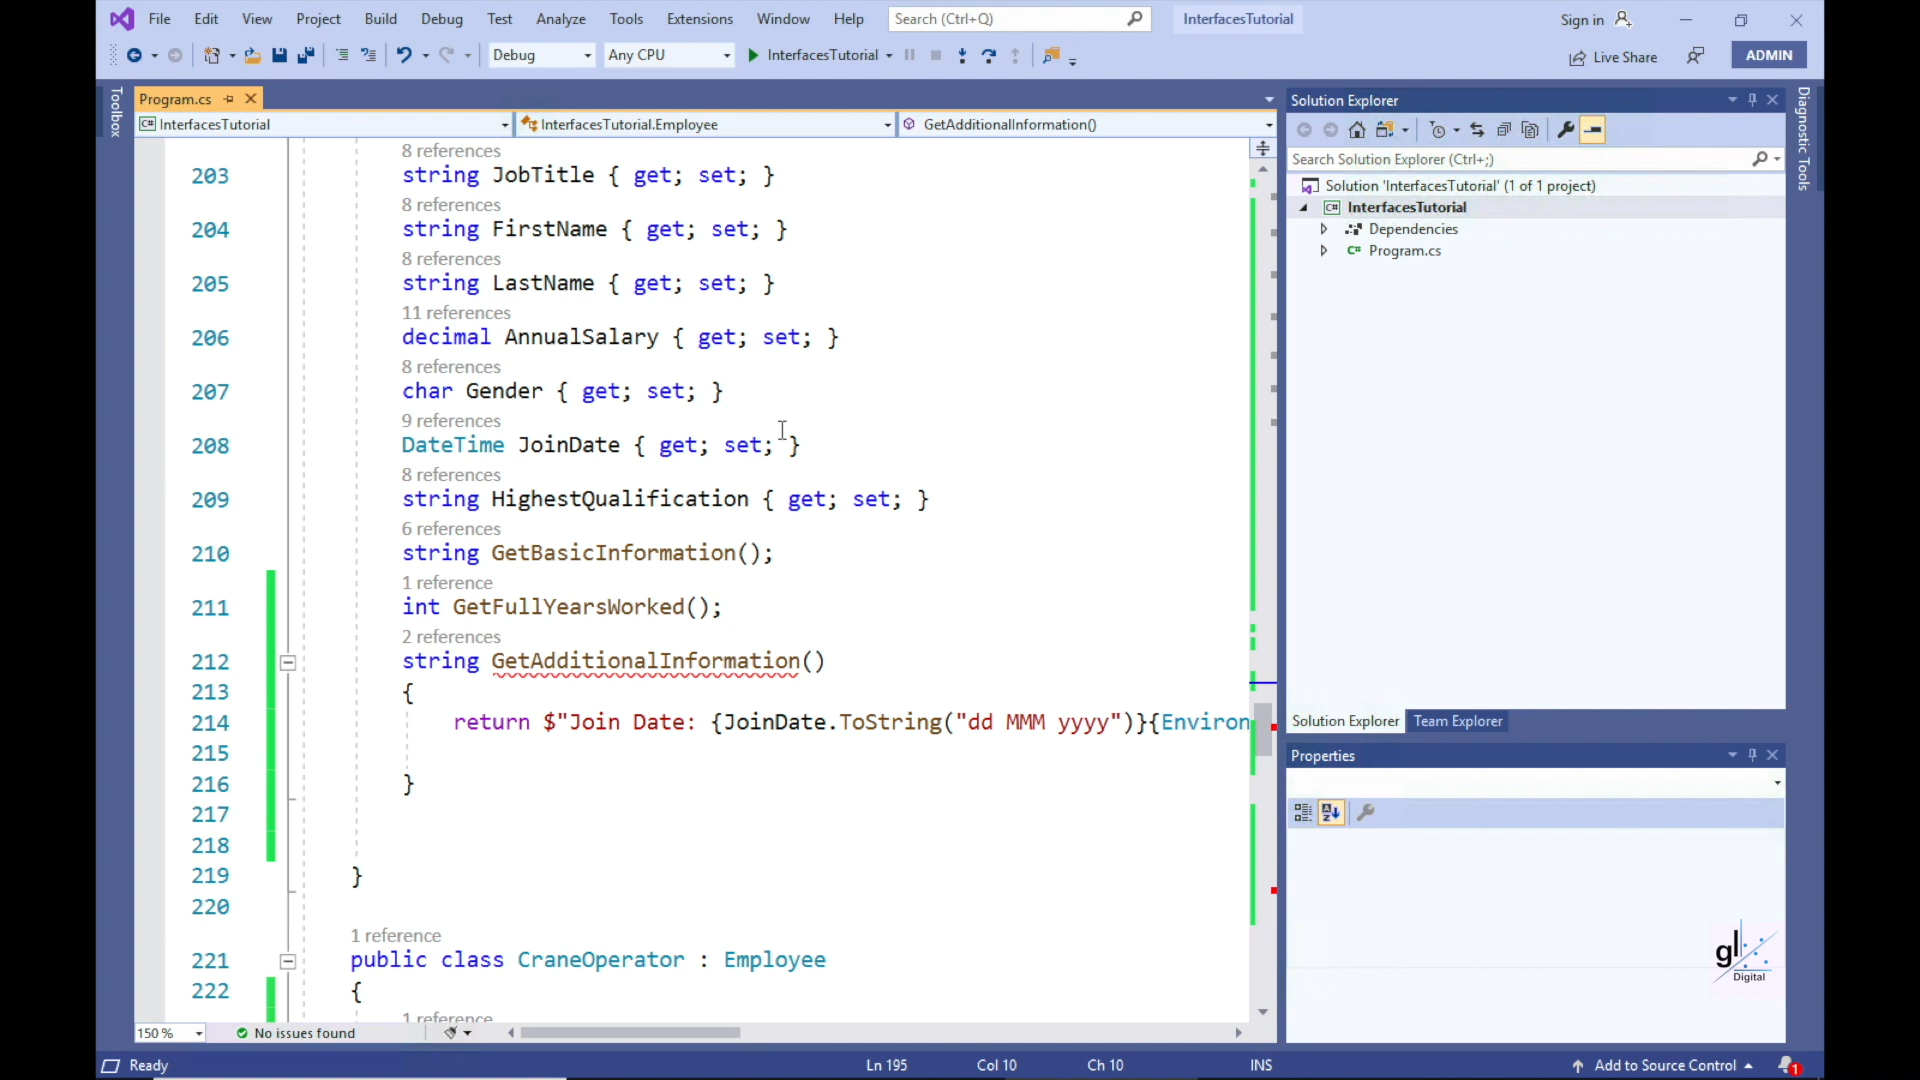 File Edit View Project Build Debug Test Analyze Tools Extensions Window Help Search (Ctrl+Q) InterfacesTutorial Sign in
Debug Any CPU InterfacesTutorial Live Share ADMIN
Toolbox
Program.cs
InterfacesTutorial InterfacesTutorial.Employee GetAdditionalInformation()
8 references
203 string JobTitle { get; set; }
8 references
204 string FirstName { get; set; }
8 references
205 string LastName { get; set; }
11 references
206 decimal AnnualSalary { get; set; }
8 references
207 char Gender { get; set; }
9 references
208 DateTime JoinDate { get; set; }
8 references
209 string HighestQualification { get; set; }
6 references
210 string GetBasicInformation();
1 reference
211 int GetFullYearsWorked();
2 references
212 string GetAdditionalInformation()
213 {
214 return $"Join Date: {JoinDate.ToString("dd MMM yyyy")}{Environ
215
216 }
217
218
219 }
220
1 reference
221 public class CraneOperator : Employee
222 {
1 reference
150 % No issues found
Solution Explorer
Search Solution Explorer (Ctrl+;)
Solution 'InterfacesTutorial' (1 of 1 project)
InterfacesTutorial
Dependencies
Program.cs
Solution Explorer Team Explorer
Properties
Diagnostic Tools
gl
Digital
Ready Ln 195 Col 10 Ch 10 INS Add to Source Control 1